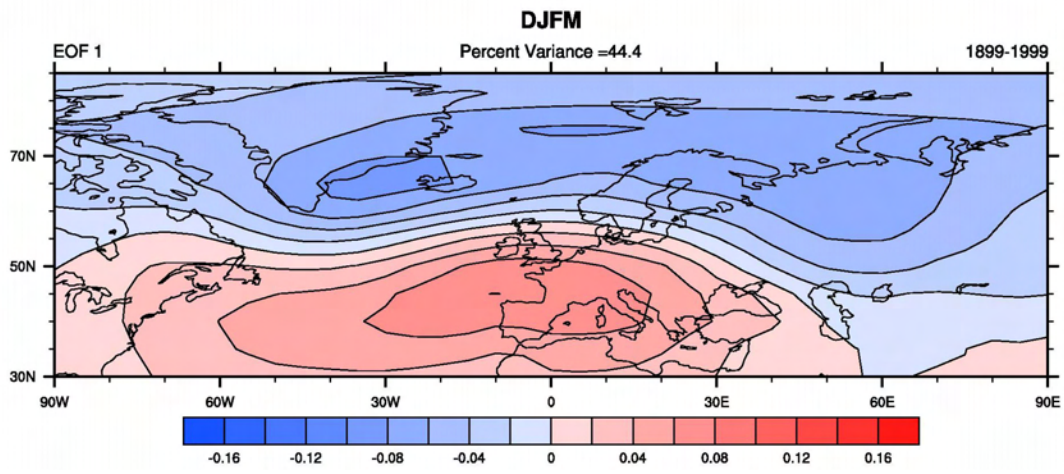 DJFM
EOF 1 Percent Variance =44.4 1899-1999
70N
50N
30N
90W 60W 30W 0 30E 60E 90E
-0.16 -0.12 -0.08 -0.04 0 0.04 0.08 0.12 0.16